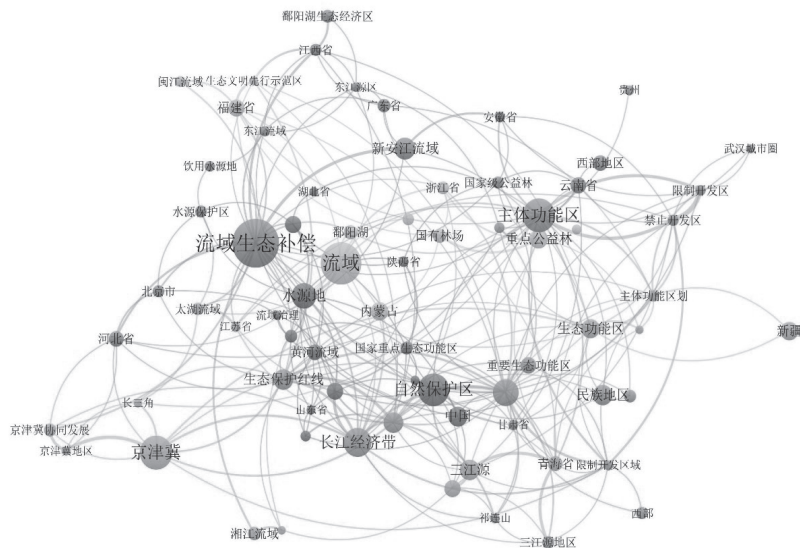 鄱阳湖生态经济区
江西省
闽江流域
生态文明先行示范区
东江源区
贵州
福建省
广东省
安徽省
东江流域
新安江流域
武汉城市圈
饮用水源地
西部地区
国家级公益林
云南省
湖北省
浙江省
限制开发区
水源保护区
主体功能区
禁止开发区
鄱阳湖
流域生态补偿
国有林场
重点公益林
流域
陕西省
北京市
水源地
主体功能区划
太湖流域
内蒙古
流域治理
江苏省
生态功能区
新疆
河北省
黄河流域
国家重点生态功能区
重要生态功能区
生态保护红线
自然保护区
民族地区
长三角
山东省
中国
甘肃省
京津冀协同发展
长江经济带
京津冀地区
京津冀
三江源
青海省
限制开发区域
西部
祁连山
湘江流域
三江源地区